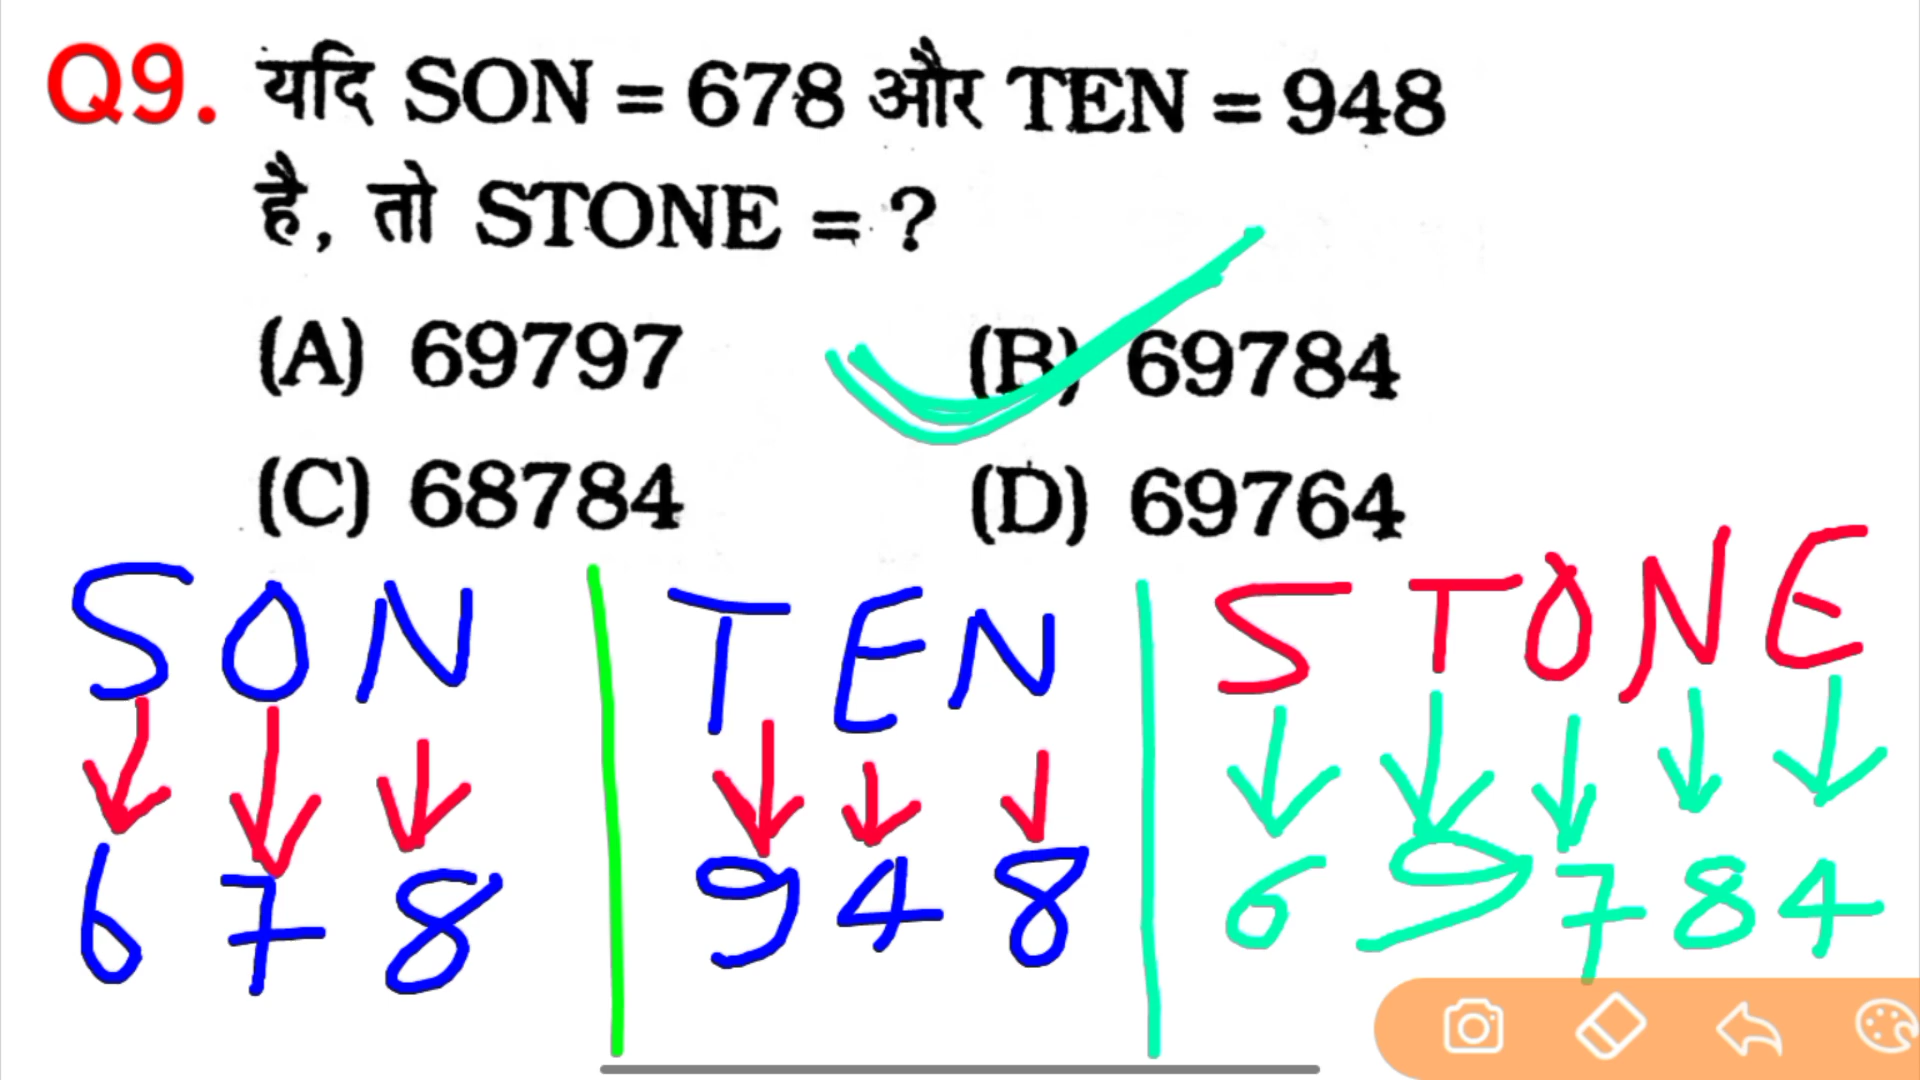 Q9. यदि SON = 678 और TEN = 948
है, तो STONE = ?
(A) 69797 (B) 69784
(C) 68784 (D) 69764
SON TEN STONE
678 948 69784